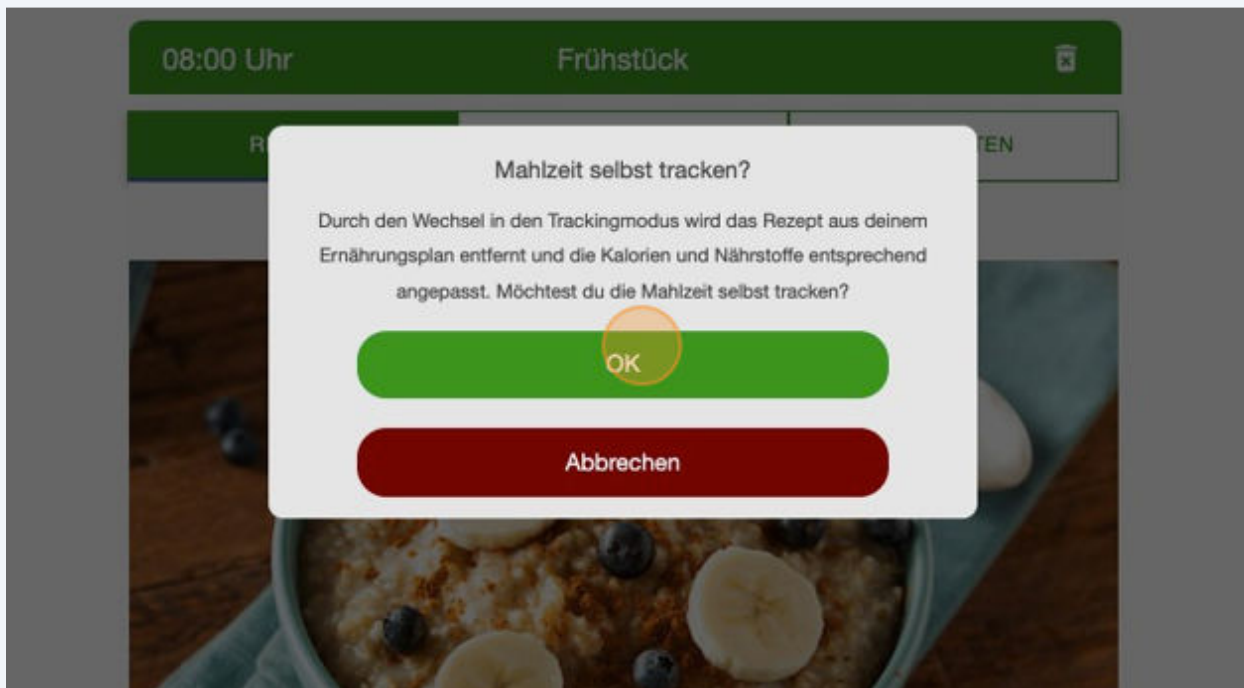 08:00 Uhr Frühstück
Mahlzeit selbst tracken?
Durch den Wechsel in den Trackingmodus wird das Rezept aus deinem
Ernährungsplan entfernt und die Kalorien und Nährstoffe entsprechend
angepasst. Möchtest du die Mahlzeit selbst tracken?
OK
Abbrechen